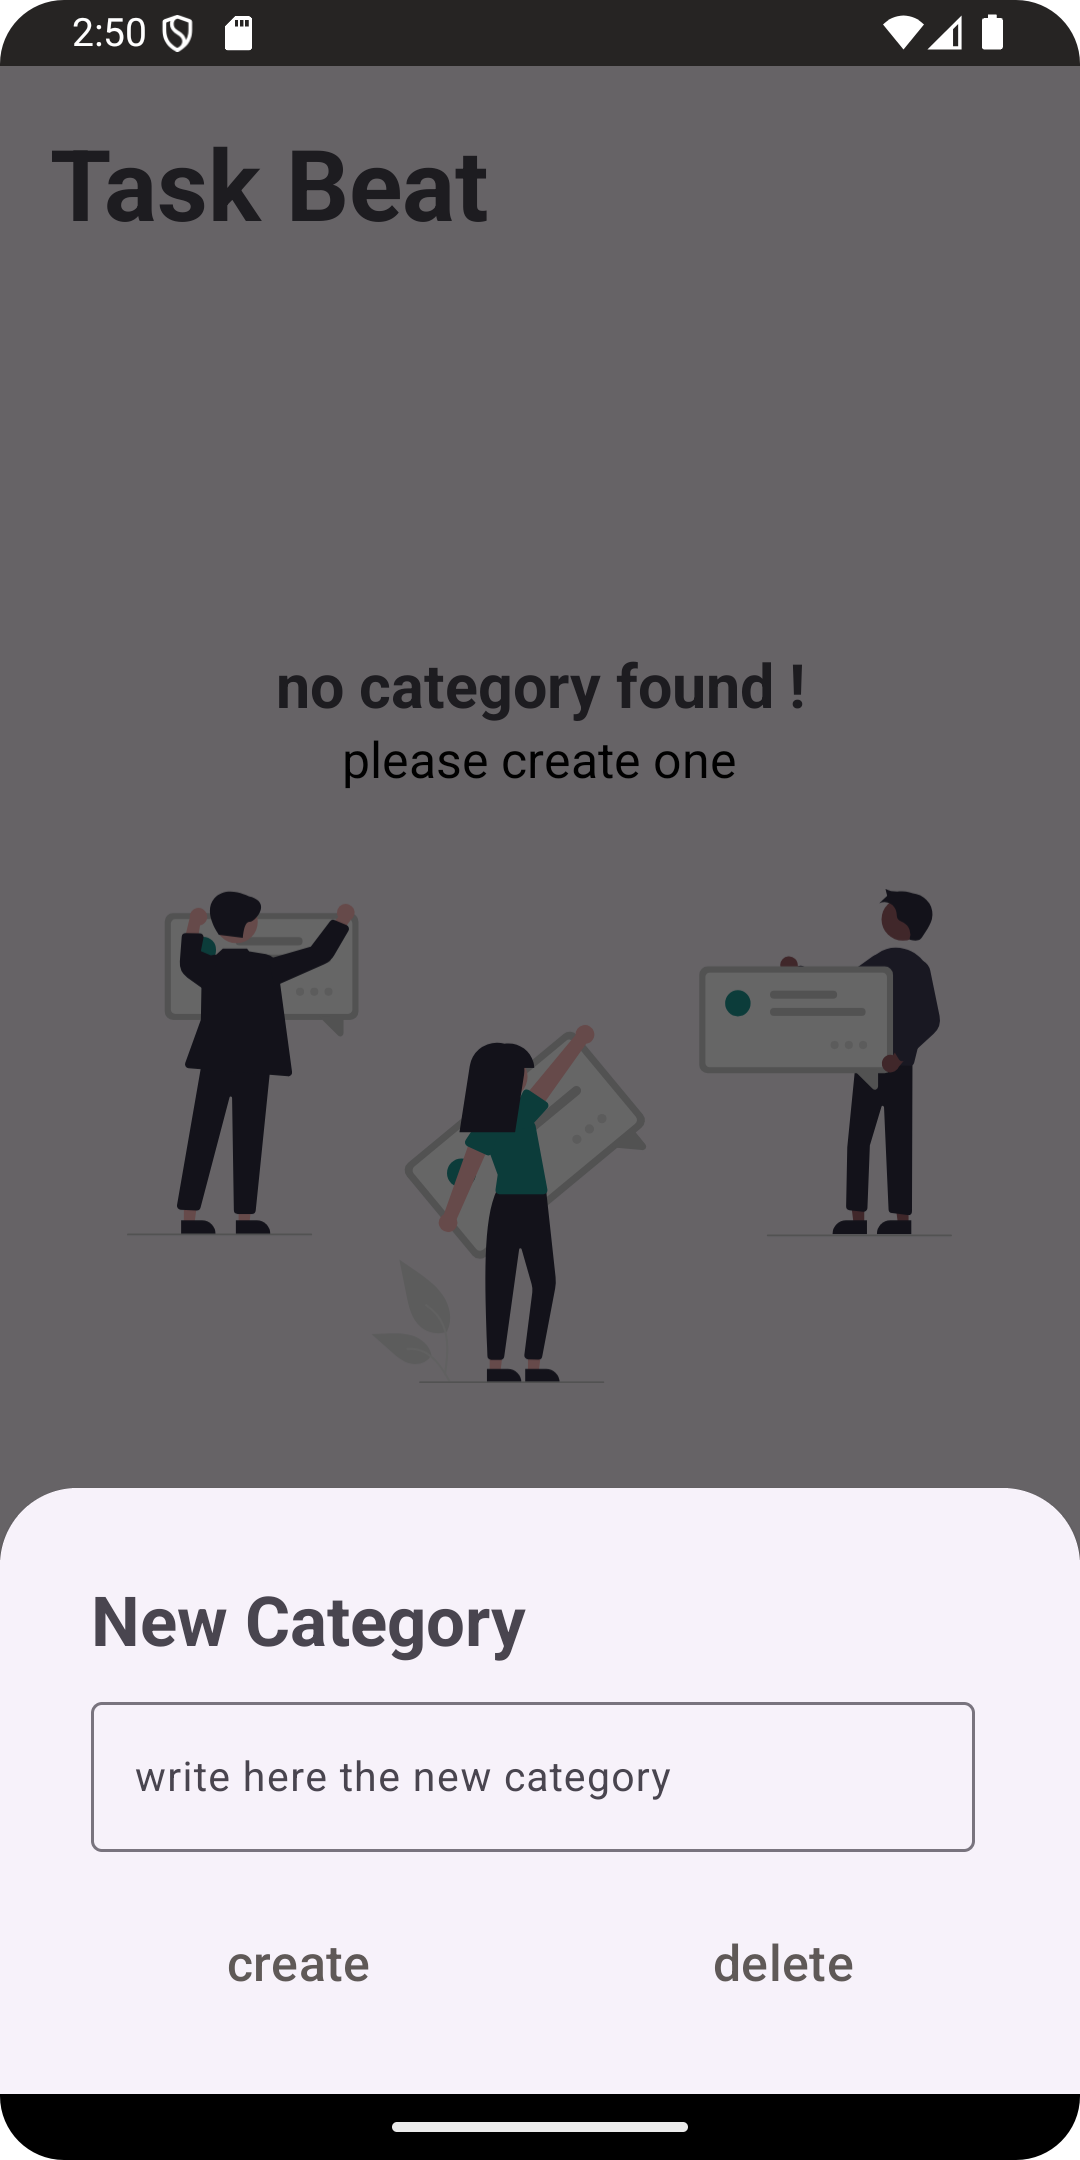 2:50
Task Beat
no category found !
please create one
New Category
write here the new category
create delete